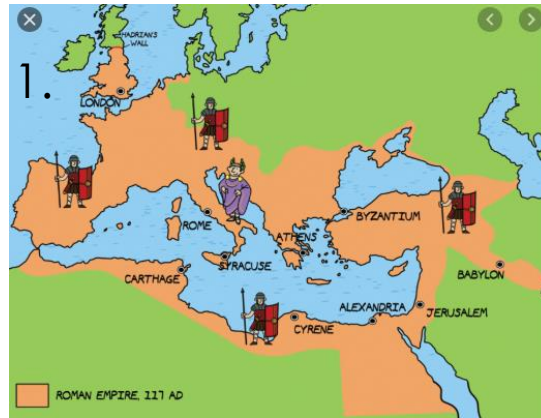 1.
HADRIAN'S
WALL
LONDON
ROME
BYZANTIUM
ATHENS
SYRACUSE
CARTHAGE
BABYLON
ALEXANDRIA
JERUSALEM
CYRENE
ROMAN EMPIRE, 117 AD